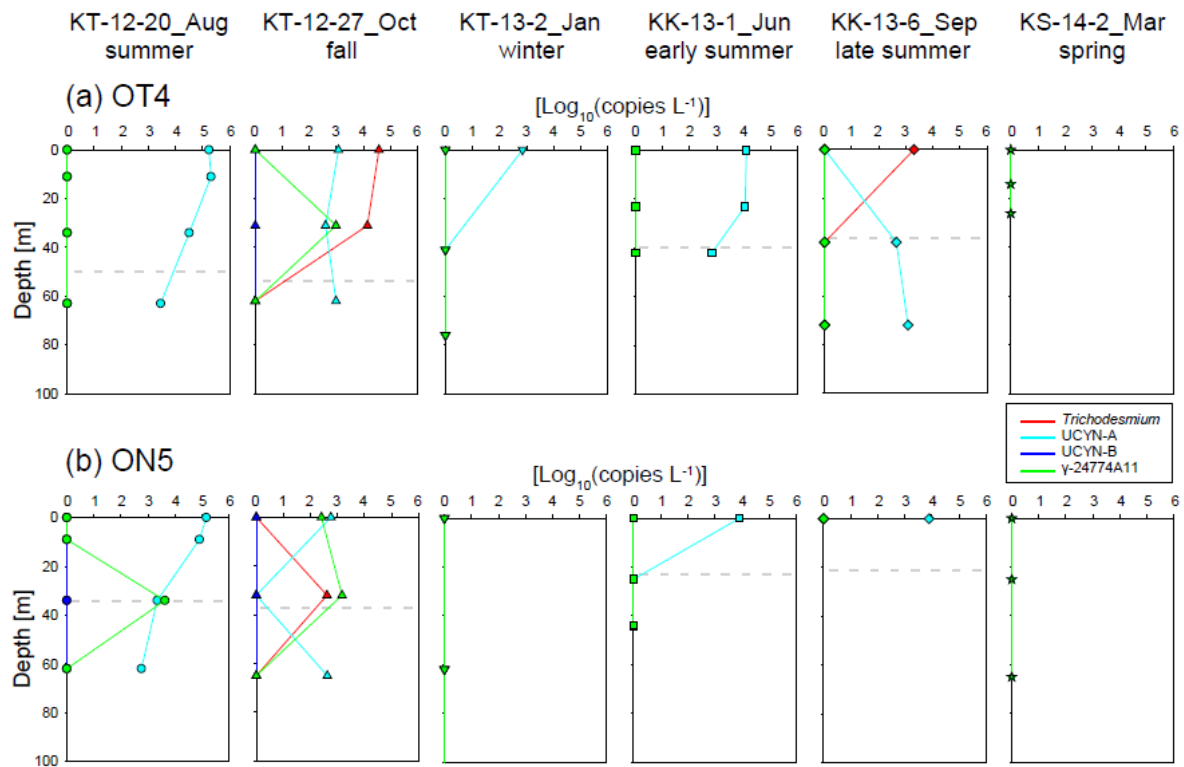 KT-12-20_Aug KT-12-27_Oct KT-13-2_Jan KK-13-1_Jun KK-13-6_Sep KS-14-2_Mar
summer fall winter early summer late summer spring
(a) OT4 [Log10(copies L-1)]
0 1 2 3 4 5 6 0 1 2 3 4 5 6 0 1 2 3 4 5 6 0 1 2 3 4 5 6 0 1 2 3 4 5 6 0 1 2 3 4 5 6
0
20
40
60
80
100
Depth [m]
Trichodesmium
UCYN-A
UCYN-B
γ-24774A11
(b) ON5 [Log10(copies L-1)]
0 1 2 3 4 5 6 0 1 2 3 4 5 6 0 1 2 3 4 5 6 0 1 2 3 4 5 6 0 1 2 3 4 5 6 0 1 2 3 4 5 6
0
20
40
60
80
100
Depth [m]